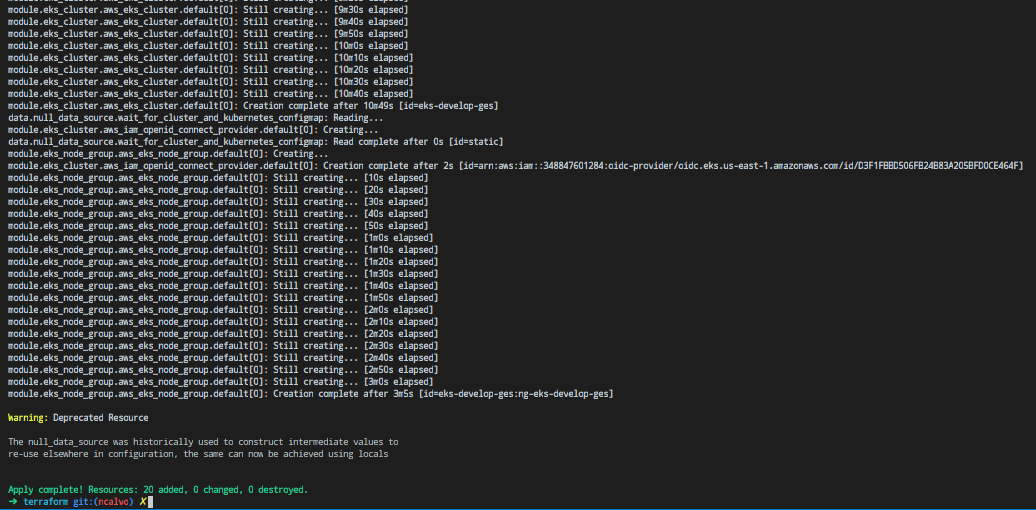 module.eks_cluster.aws_eks_cluster.default[0]: Still creating... [9m30s elapsed]
module.eks_cluster.aws_eks_cluster.default[0]: Still creating... [9m40s elapsed]
module.eks_cluster.aws_eks_cluster.default[0]: Still creating... [9m50s elapsed]
module.eks_cluster.aws_eks_cluster.default[0]: Still creating... [10m0s elapsed]
module.eks_cluster.aws_eks_cluster.default[0]: Still creating... [10m10s elapsed]
module.eks_cluster.aws_eks_cluster.default[0]: Still creating... [10m20s elapsed]
module.eks_cluster.aws_eks_cluster.default[0]: Still creating... [10m30s elapsed]
module.eks_cluster.aws_eks_cluster.default[0]: Still creating... [10m40s elapsed]
module.eks_cluster.aws_eks_cluster.default[0]: Creation complete after 10m49s [id=eks-develop-ges]
data.null_data_source.wait_for_cluster_and_kubernetes_configmap: Reading...
module.eks_cluster.aws_iam_openid_connect_provider.default[0]: Creating...
data.null_data_source.wait_for_cluster_and_kubernetes_configmap: Read complete after 0s [id=static]
module.eks_node_group.aws_eks_node_group.default[0]: Creating...
module.eks_cluster.aws_iam_openid_connect_provider.default[0]: Creation complete after 2s [id=arn:aws:iam::348847601284:oidc-provider/oidc.eks.us-east-1.amazonaws.com/id/D3F1FBBD506FB24B83A205BFD0CE464F]
module.eks_node_group.aws_eks_node_group.default[0]: Still creating... [10s elapsed]
module.eks_node_group.aws_eks_node_group.default[0]: Still creating... [20s elapsed]
module.eks_node_group.aws_eks_node_group.default[0]: Still creating... [30s elapsed]
module.eks_node_group.aws_eks_node_group.default[0]: Still creating... [40s elapsed]
module.eks_node_group.aws_eks_node_group.default[0]: Still creating... [50s elapsed]
module.eks_node_group.aws_eks_node_group.default[0]: Still creating... [1m0s elapsed]
module.eks_node_group.aws_eks_node_group.default[0]: Still creating... [1m10s elapsed]
module.eks_node_group.aws_eks_node_group.default[0]: Still creating... [1m20s elapsed]
module.eks_node_group.aws_eks_node_group.default[0]: Still creating... [1m30s elapsed]
module.eks_node_group.aws_eks_node_group.default[0]: Still creating... [1m40s elapsed]
module.eks_node_group.aws_eks_node_group.default[0]: Still creating... [1m50s elapsed]
module.eks_node_group.aws_eks_node_group.default[0]: Still creating... [2m0s elapsed]
module.eks_node_group.aws_eks_node_group.default[0]: Still creating... [2m10s elapsed]
module.eks_node_group.aws_eks_node_group.default[0]: Still creating... [2m20s elapsed]
module.eks_node_group.aws_eks_node_group.default[0]: Still creating... [2m30s elapsed]
module.eks_node_group.aws_eks_node_group.default[0]: Still creating... [2m40s elapsed]
module.eks_node_group.aws_eks_node_group.default[0]: Still creating... [2m50s elapsed]
module.eks_node_group.aws_eks_node_group.default[0]: Still creating... [3m0s elapsed]
module.eks_node_group.aws_eks_node_group.default[0]: Creation complete after 3m5s [id=eks-develop-ges:ng-eks-develop-ges]
Warning: Deprecated Resource
The null_data_source was historically used to construct intermediate values to
re-use elsewhere in configuration, the same can now be achieved using locals
Apply complete! Resources: 20 added, 0 changed, 0 destroyed.
➜ terraform git:(ncalvo) ✗